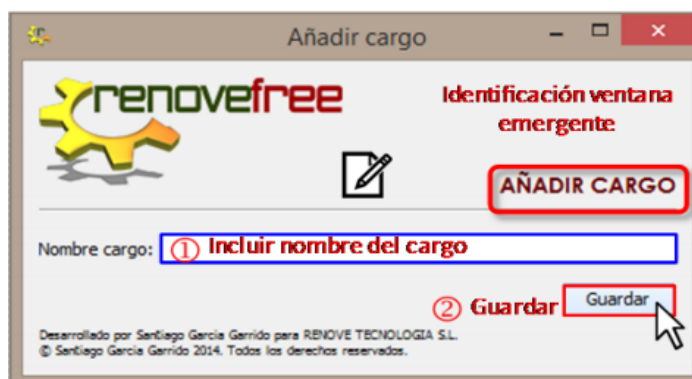 Añadir cargo
renovefree
Identificación ventana
emergente
AÑADIR CARGO
Nombre cargo: ① Incluir nombre del cargo
② Guardar Guardar
Desarrollado por Santiago García Garrido para RENOVE TECNOLOGIA S.L.
© Santiago García Garrido 2014. Todos los derechos reservados.